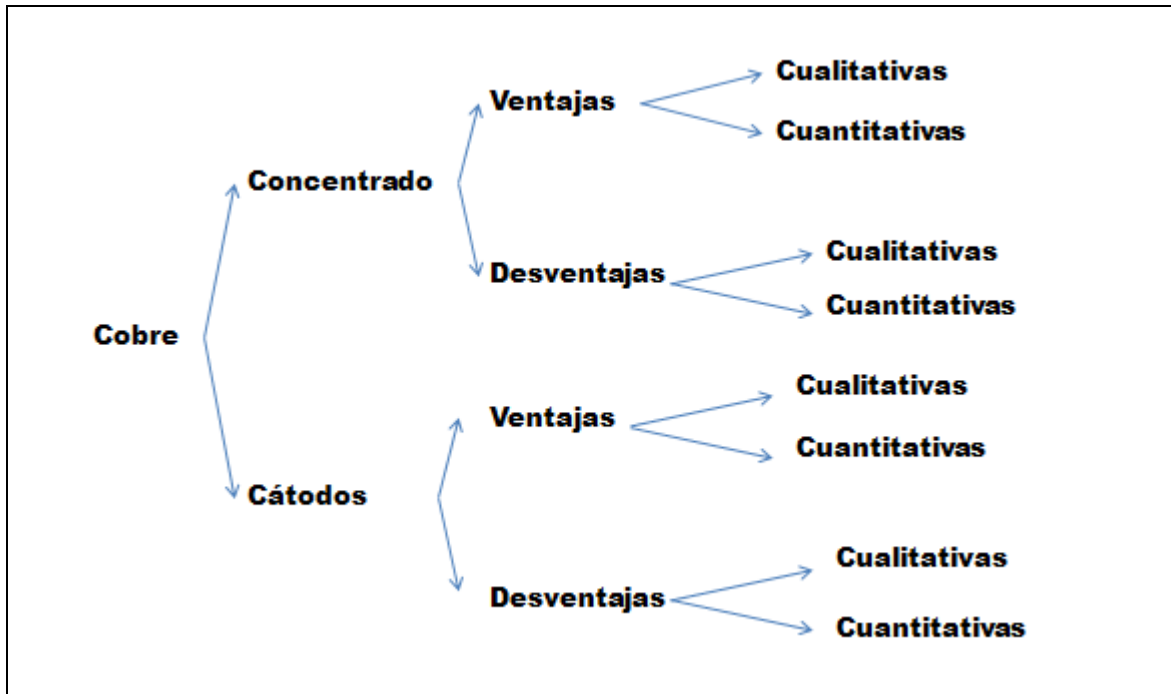 Cobre
Concentrado
Ventajas
Cualitativas
Cuantitativas
Desventajas
Cualitativas
Cuantitativas
Cátodos
Ventajas
Cualitativas
Cuantitativas
Desventajas
Cualitativas
Cuantitativas